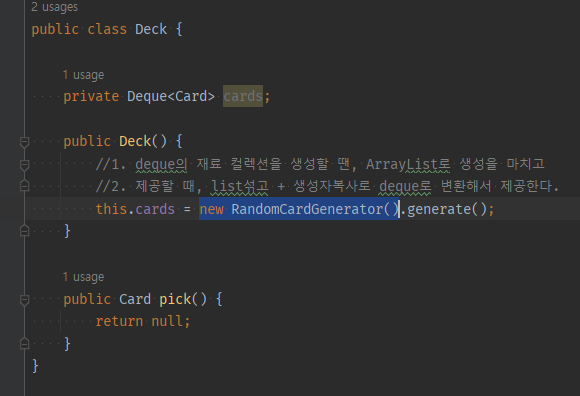 2 usages
public class Deck {
1 usage
private Deque<Card> cards;
public Deck() {
//1. deque의 재료 컬렉션을 생성할 땐, ArrayList로 생성을 마치고
//2. 제공할 때, list섞고 + 생성자복사로 deque로 변환해서 제공한다.
this.cards = new RandomCardGenerator().generate();
}
1 usage
public Card pick() {
return null;
}
}